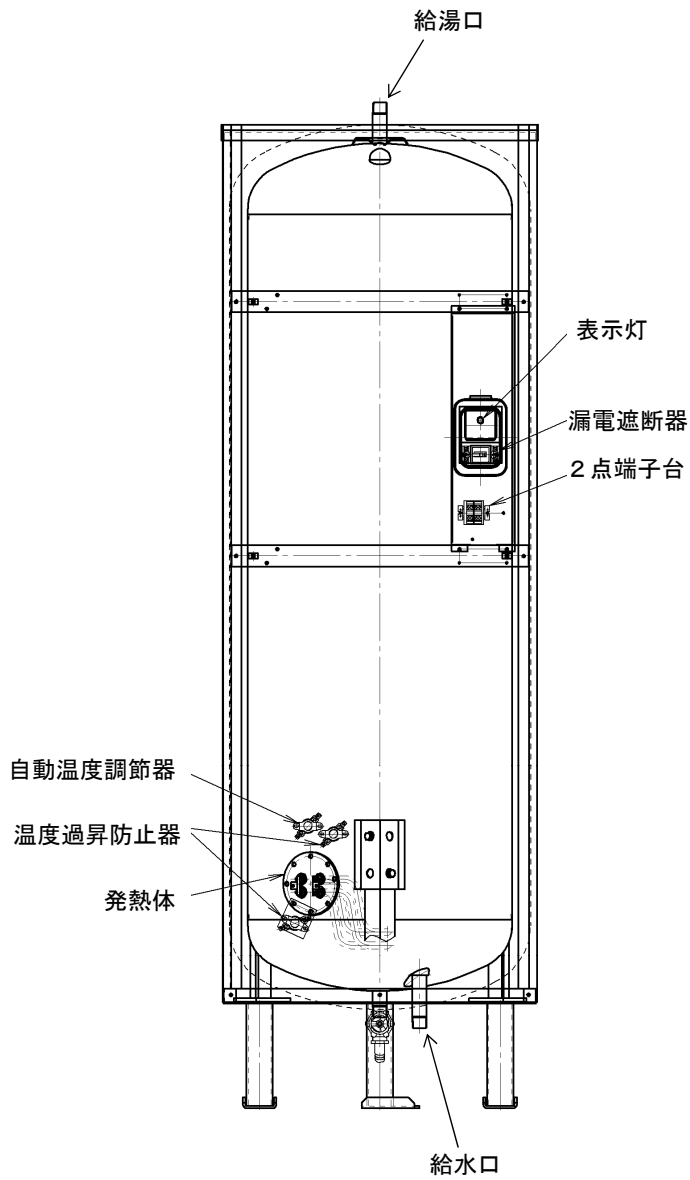 給湯口
表示灯
漏電遮断器
２点端子台
自動温度調節器
温度過昇防止器
発熱体
給水口